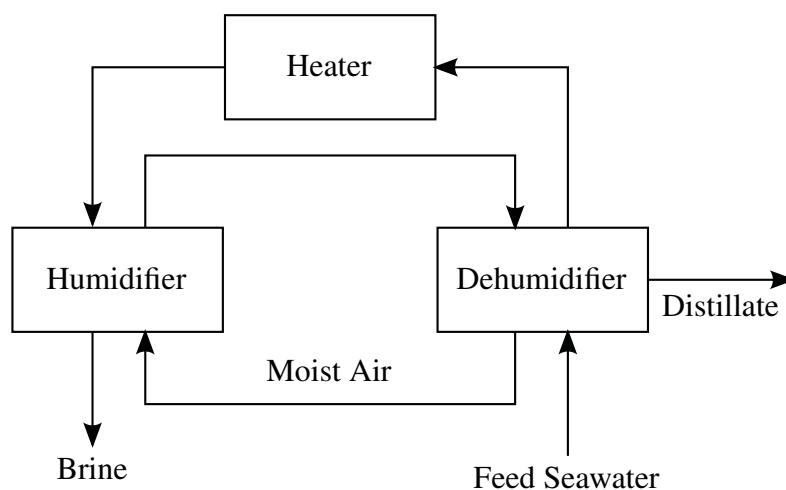 Heater
Humidifier
Dehumidifier
Distillate
Moist Air
Brine
Feed Seawater